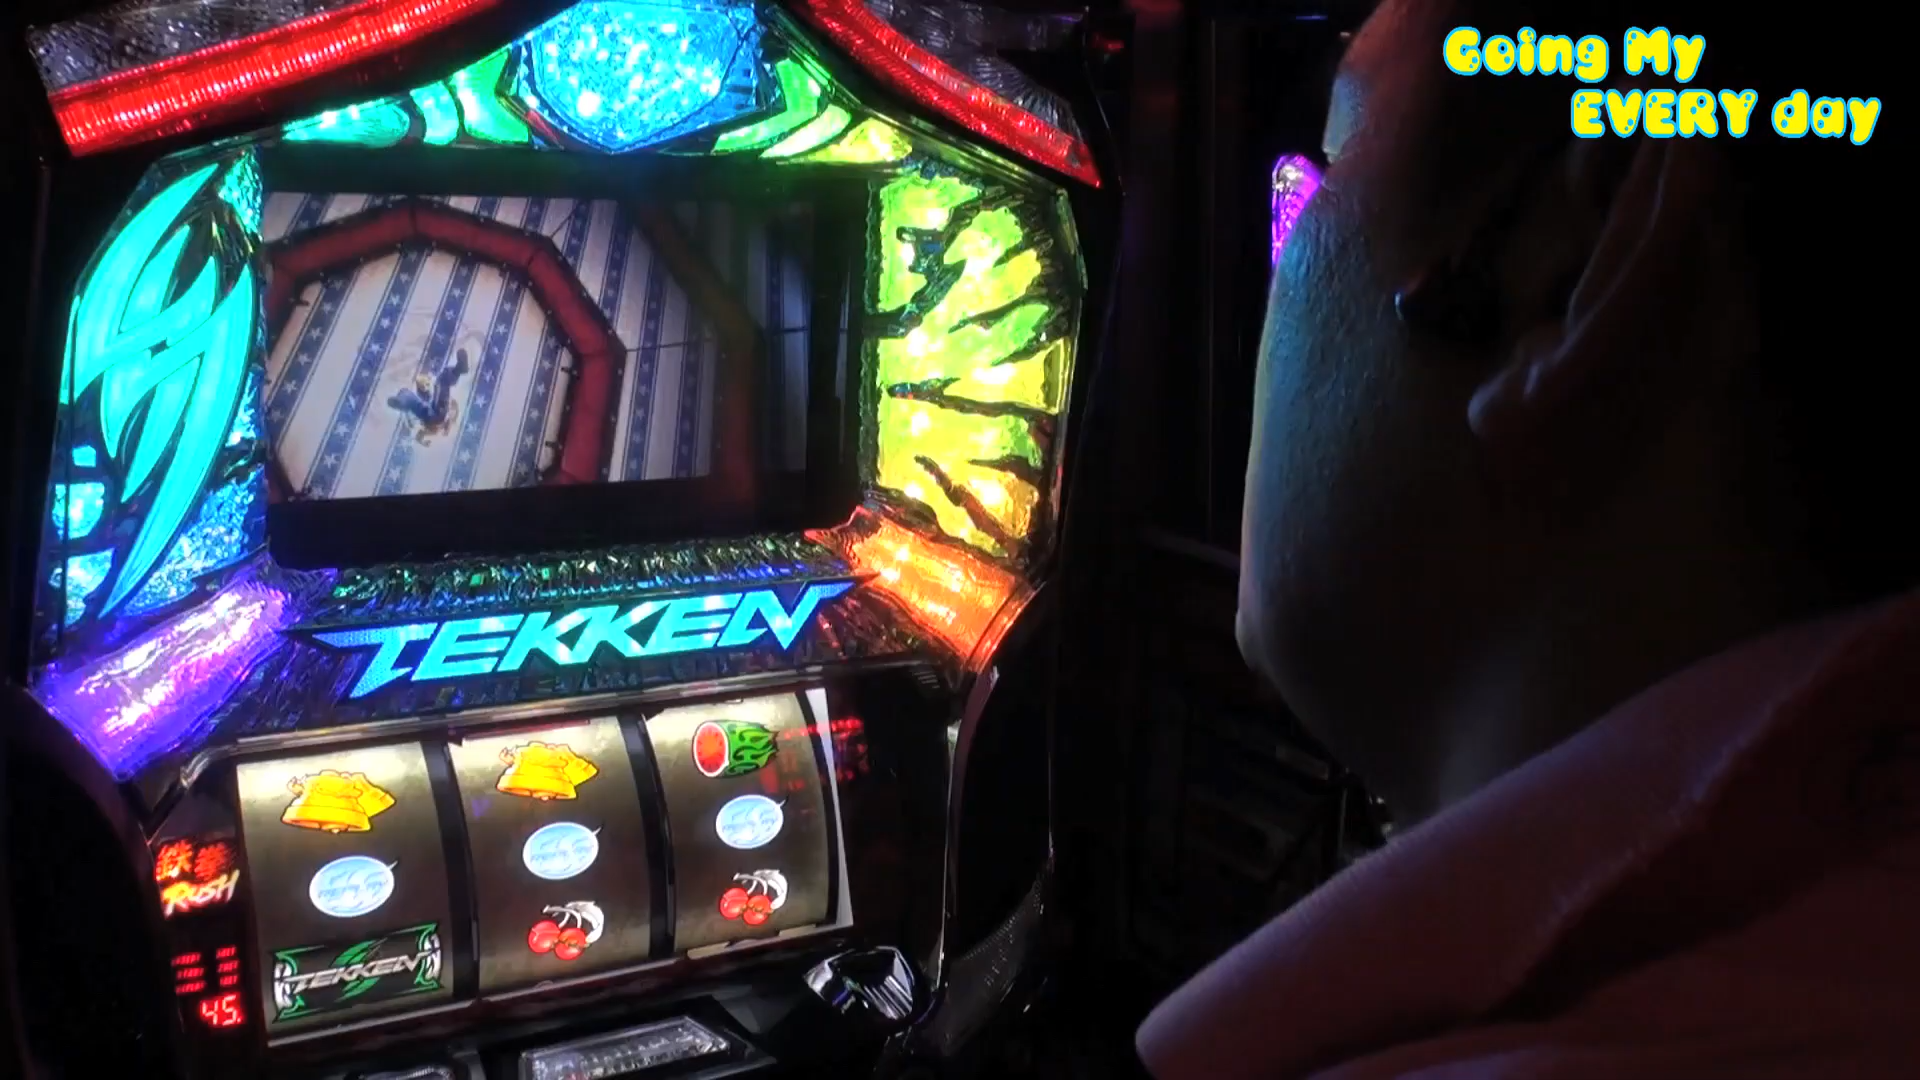 Going My
EVERY day
TEKKEN
鉄拳
RUSH
TEKKEN
45